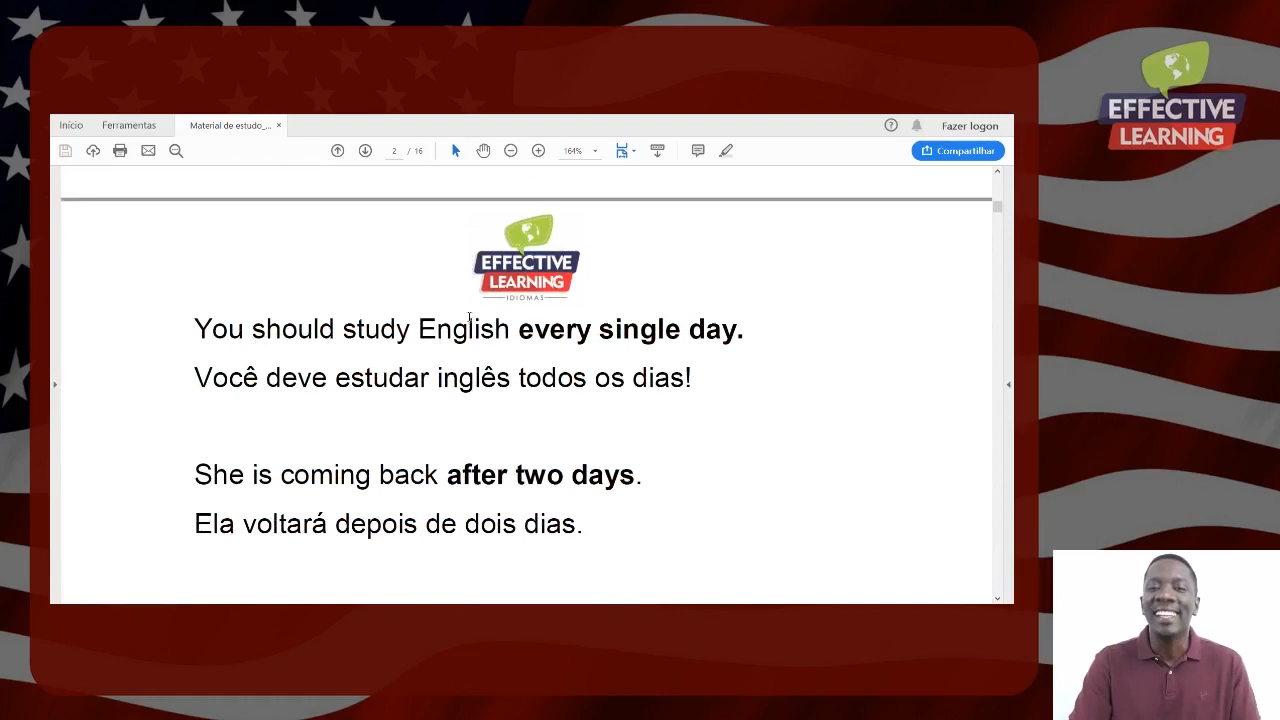 EFFECTIVE
LEARNING
Início Ferramentas Material de estudo_... × Fazer logon
2 / 16 164% Compartilhar
EFFECTIVE
LEARNING
IDIOMAS
You should study English every single day.
Você deve estudar inglês todos os dias!
She is coming back after two days.
Ela voltará depois de dois dias.